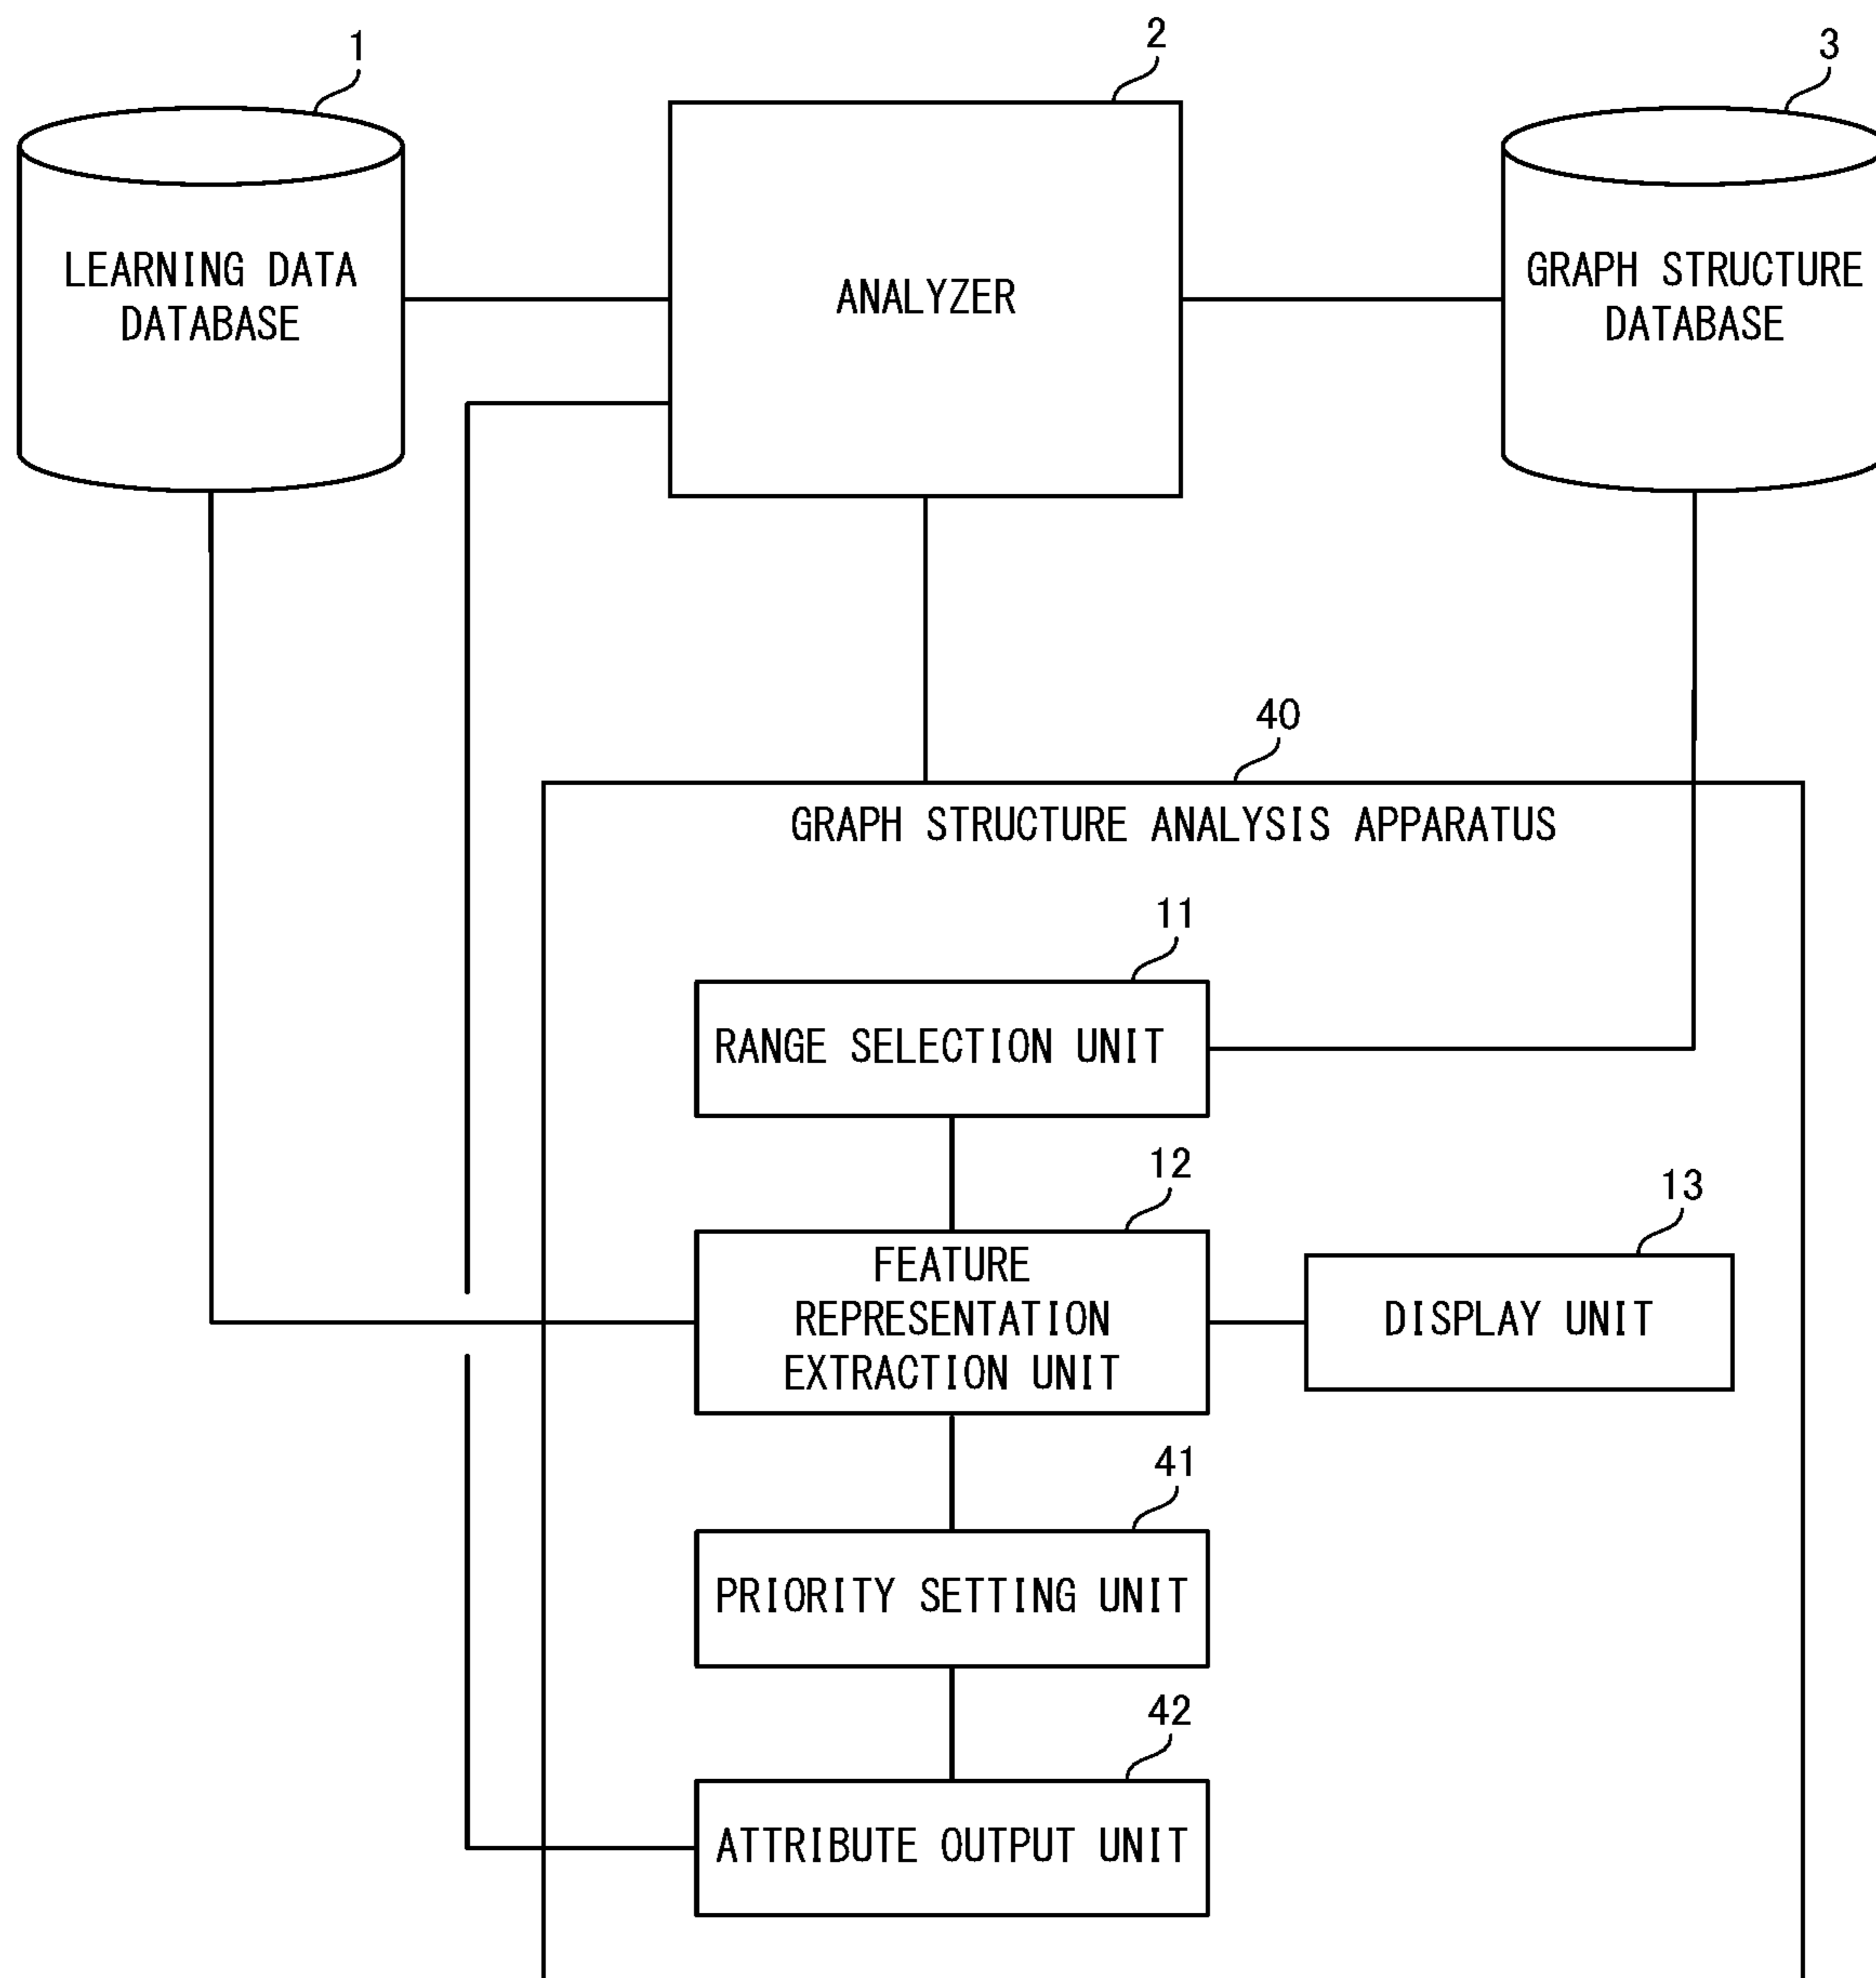 1
2
3
LEARNING DATA
DATABASE
ANALYZER
GRAPH STRUCTURE
DATABASE
40
GRAPH STRUCTURE ANALYSIS APPARATUS
11
RANGE SELECTION UNIT
12
FEATURE
REPRESENTATION
EXTRACTION UNIT
13
DISPLAY UNIT
41
PRIORITY SETTING UNIT
42
ATTRIBUTE OUTPUT UNIT